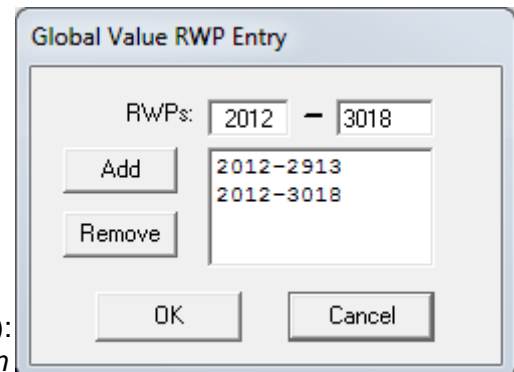 Global Value RWP Entry
RWPs: 2012 – 3018
Add
2012-2913
2012-3018
Remove
OK Cancel
):
n